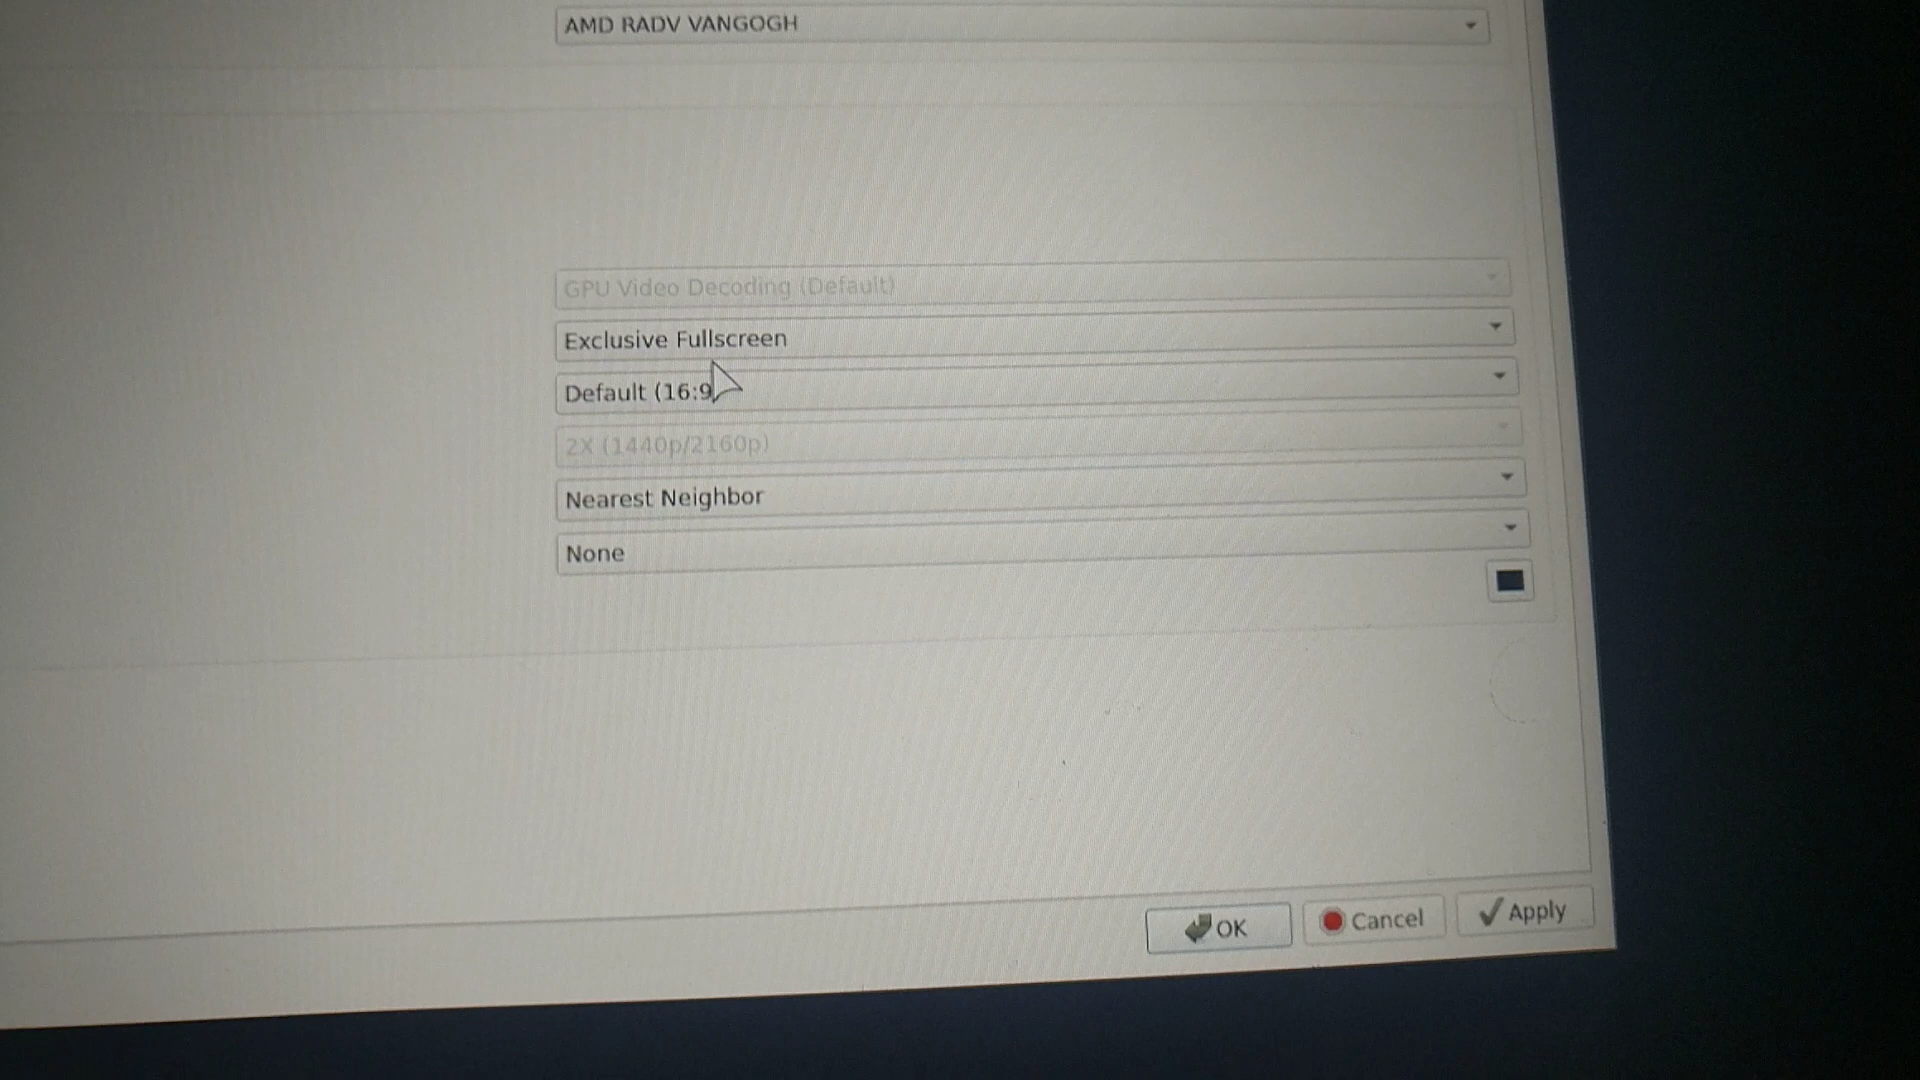 AMD RADV VANGOGH
GPU Video Decoding (Default)
Exclusive Fullscreen
Default (16:9
2X (1440p/2160p)
Nearest Neighbor
None
OK
Cancel
Apply